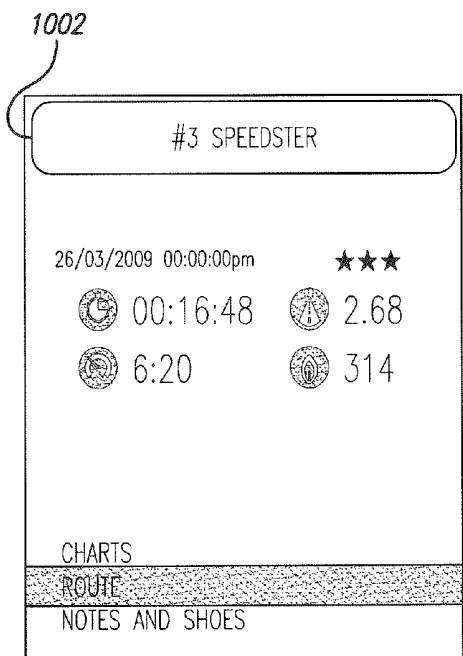 1002
#3 SPEEDSTER
26/03/2009 00:00:00pm ★★★
00:16:48 2.68
6:20 314
CHARTS
ROUTE
NOTES AND SHOES